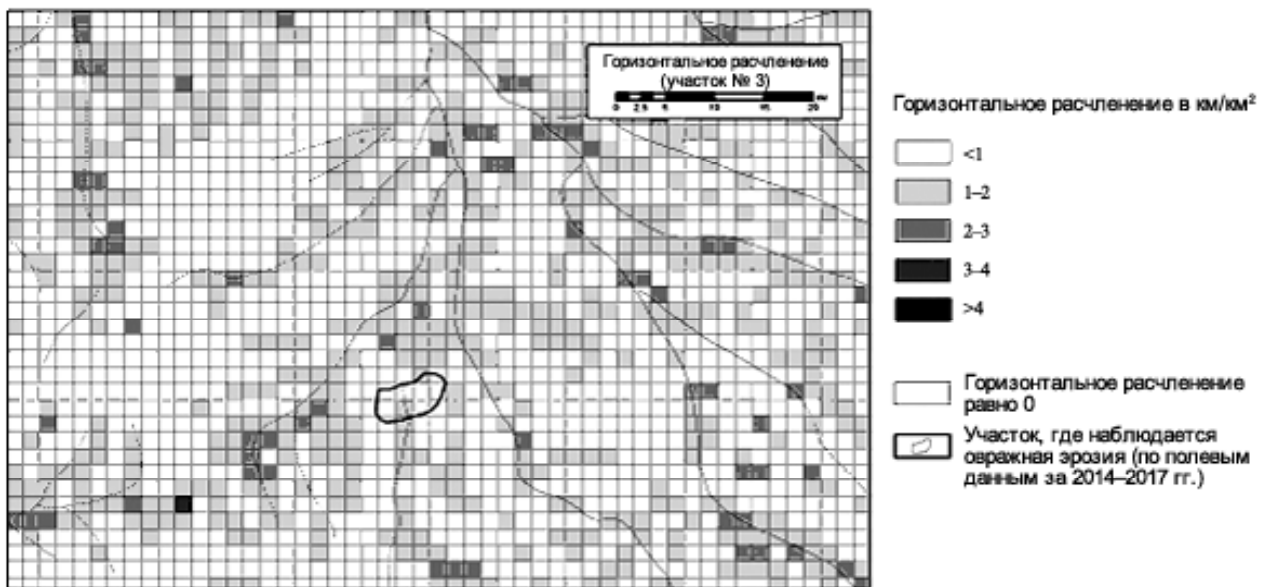 Горизонтальное расчленение
(участок № 3)
0 2.5 5 10 15 20
Горизонтальное расчленение в км/км²
<1
1–2
2–3
3–4
>4
Горизонтальное расчленение
равно 0
Участок, где наблюдается
овражная эрозия (по полевым
данным за 2014–2017 гг.)